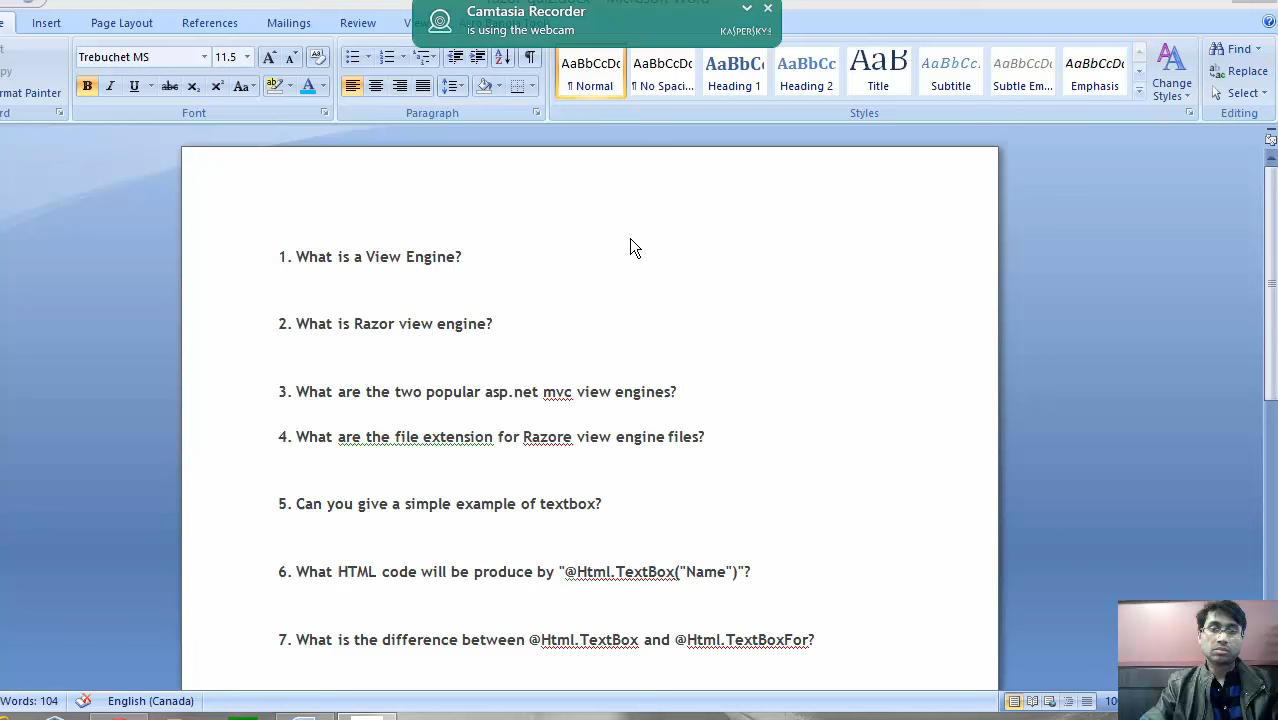 Camtasia Recorder
is using the webcam
KASPERSKY
Insert Page Layout References Mailings Review
Trebuchet MS 11.5
AaBbCcDc AaBbCcDc AaBbC AaBbCc AaB AaBbCc. AaBbCcDc AaBbCcDc
¶ Normal ¶ No Spaci... Heading 1 Heading 2 Title Subtitle Subtle Em... Emphasis
Change
Styles
Find
Replace
Select
B I U abc X₂ X² Aa
Font Paragraph Styles Editing
1. What is a View Engine?
2. What is Razor view engine?
3. What are the two popular asp.net mvc view engines?
4. What are the file extension for Razore view engine files?
5. Can you give a simple example of textbox?
6. What HTML code will be produce by "@Html.TextBox("Name")"?
7. What is the difference between @Html.TextBox and @Html.TextBoxFor?
Words: 104 English (Canada)